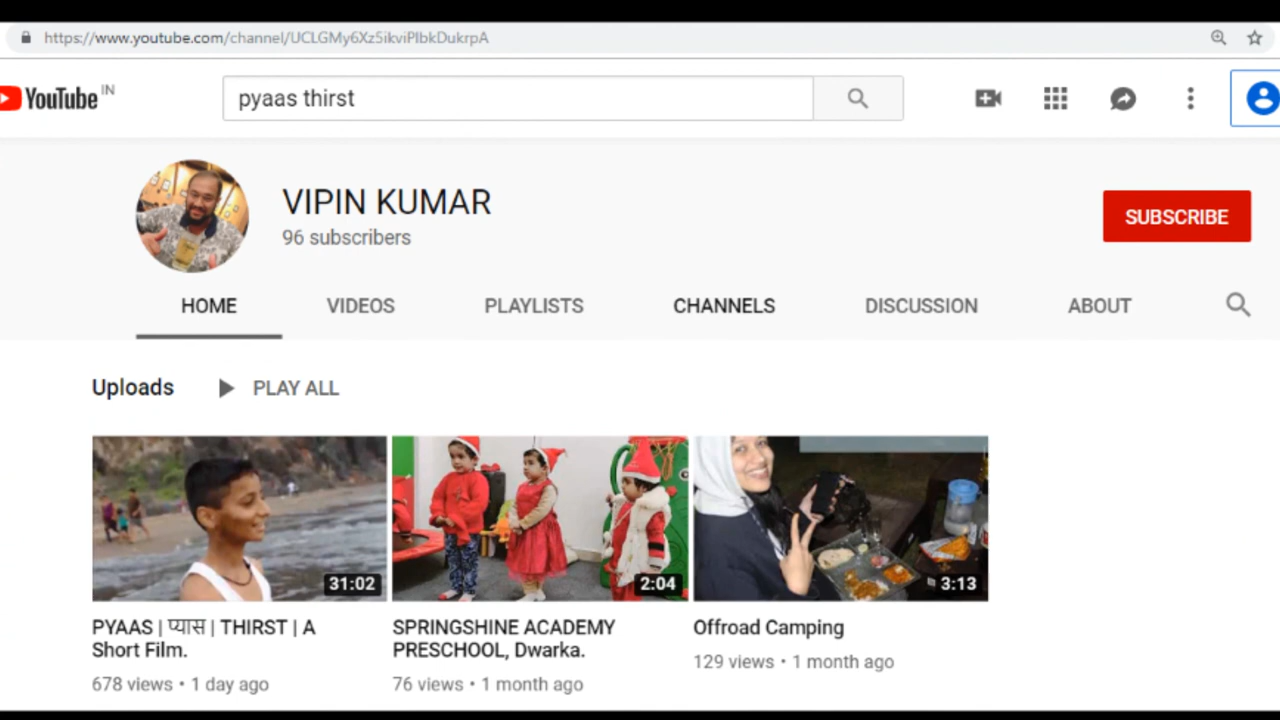 https://www.youtube.com/channel/UCLGMy6Xz5ikviPIbkDukrpA
YouTube IN
pyaas thirst
VIPIN KUMAR
96 subscribers
SUBSCRIBE
HOME VIDEOS PLAYLISTS CHANNELS DISCUSSION ABOUT
Uploads PLAY ALL
31:02 2:04 3:13
PYAAS | प्यास | THIRST | A
Short Film.
678 views • 1 day ago
SPRINGSHINE ACADEMY
PRESCHOOL, Dwarka.
76 views • 1 month ago
Offroad Camping
129 views • 1 month ago